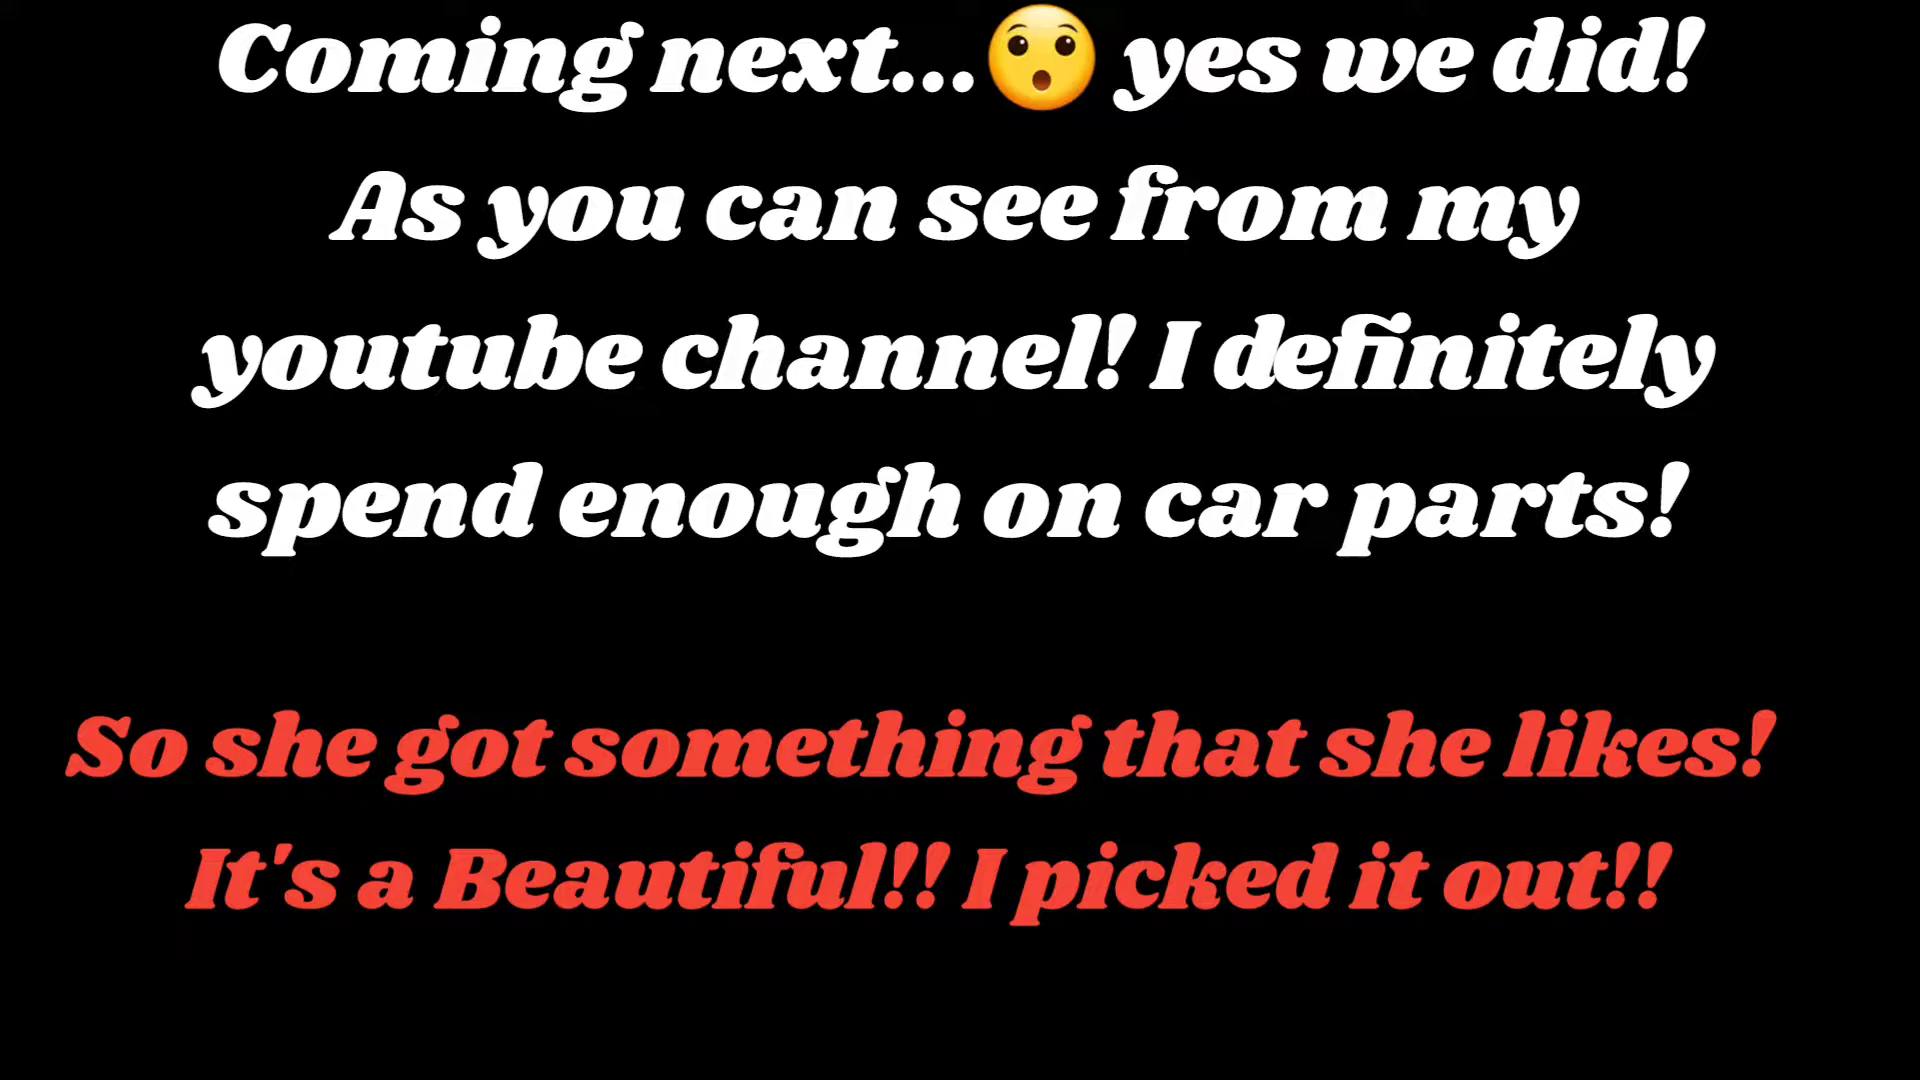 Coming next...😯 yes we did!
As you can see from my
youtube channel! I definitely
spend enough on car parts!
So she got something that she likes!
It's a Beautiful!! I picked it out!!